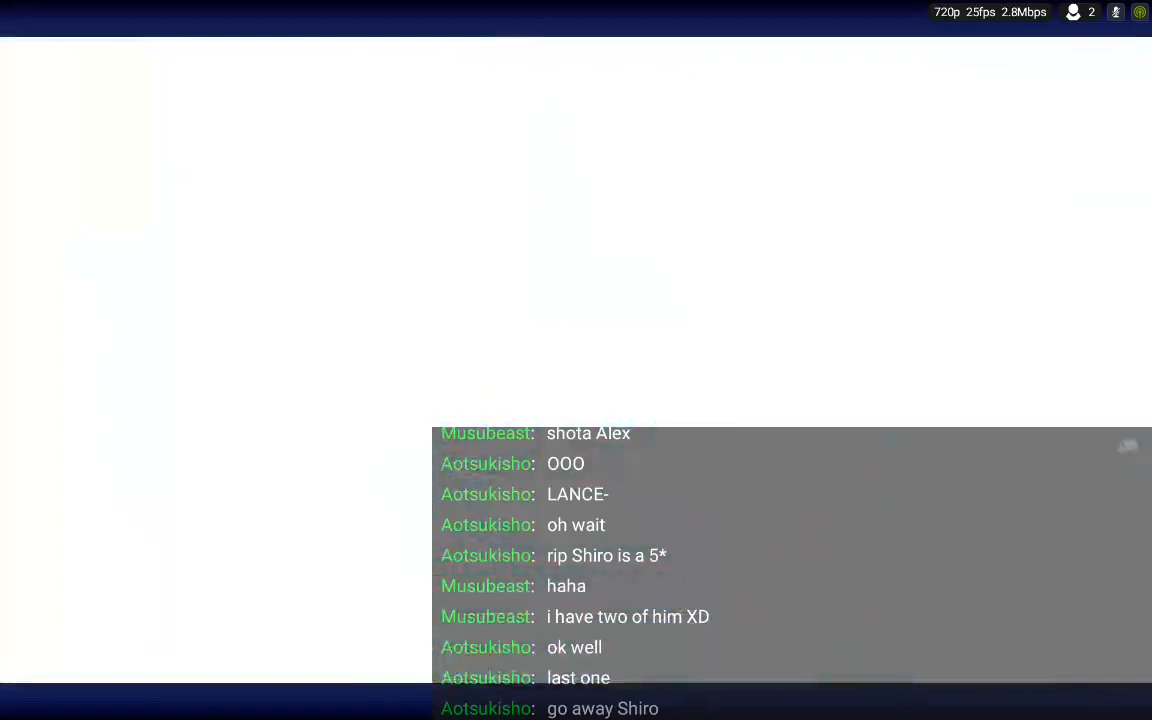 720p 25fps 2.8Mbps 2
Musubeast: shota Alex
Aotsukisho: OOO
Aotsukisho: LANCE-
Aotsukisho: oh wait
Aotsukisho: rip Shiro is a 5*
Musubeast: haha
Musubeast: i have two of him XD
Aotsukisho: ok well
Aotsukisho: last one
Aotsukisho: go away Shiro